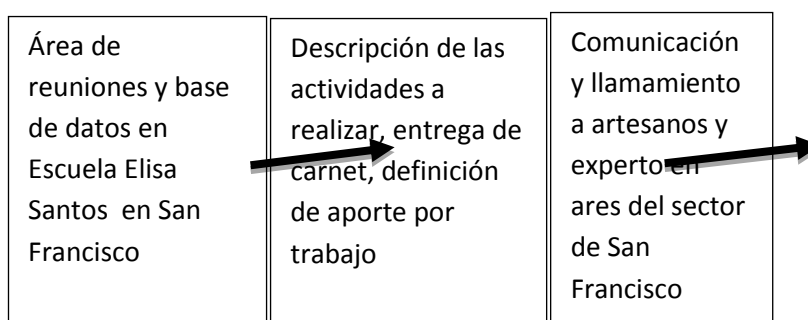 Área de
reuniones y base
de datos en
Escuela Elisa
Santos en San
Francisco
Descripción de las
actividades a
realizar, entrega de
carnet, definición
de aporte por
trabajo
Comunicación
y llamamiento
a artesanos y
experto en
ares del sector
de San
Francisco